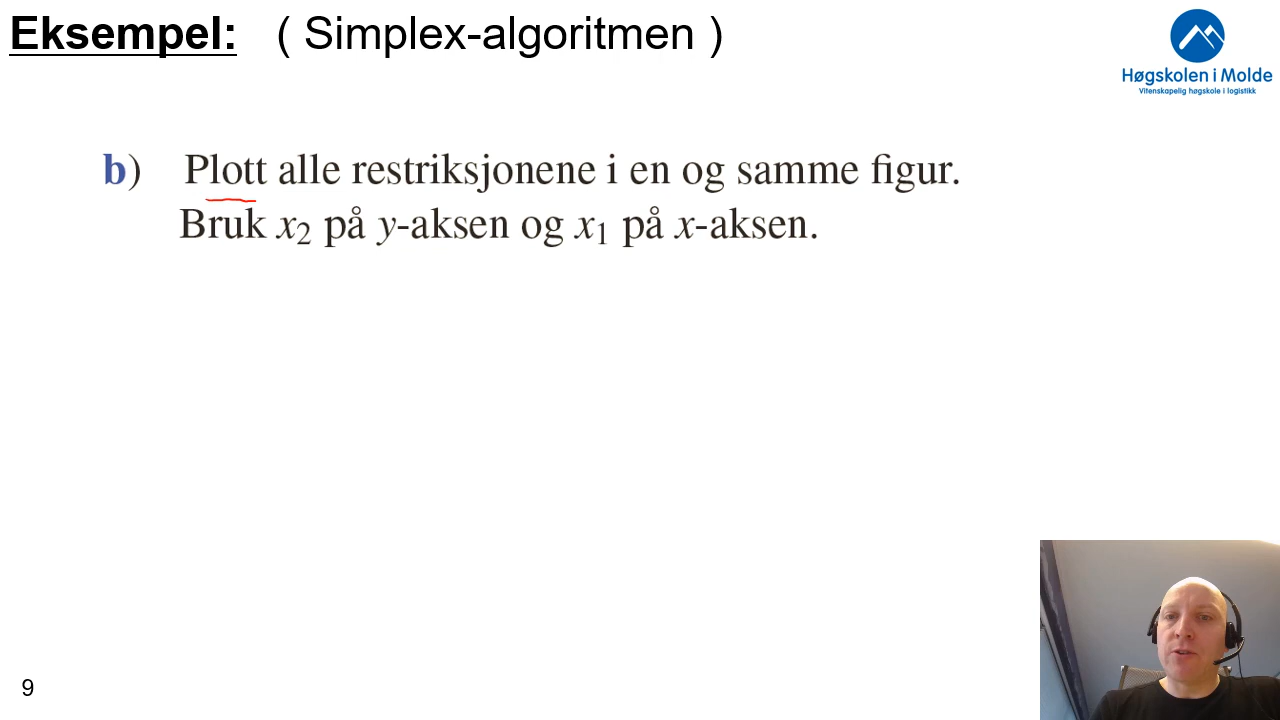 Eksempel: ( Simplex-algoritmen )
Høgskolen i Molde
Vitenskapelig høgskole i logistikk
b) Plott alle restriksjonene i en og samme figur.
Bruk x₂ på y-aksen og x₁ på x-aksen.
9